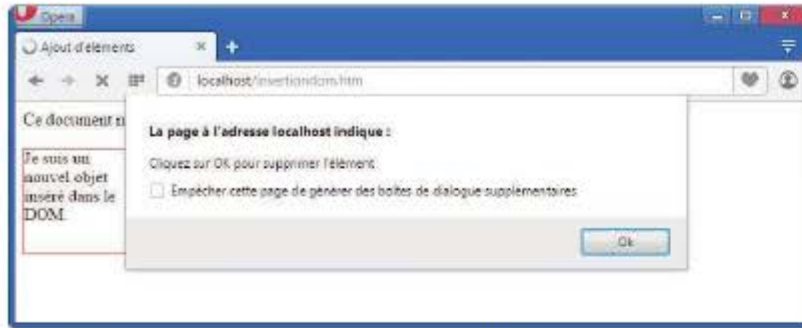 Opera
Ajout d'éléments
localhost/insertiondom.htm
Ce document n
La page à l'adresse localhost indique :
Cliquez sur OK pour supprimer l'élément
Empêcher cette page de générer des boîtes de dialogue supplémentaires
Ok
Je suis un
nouvel objet
inséré dans le
DOM.